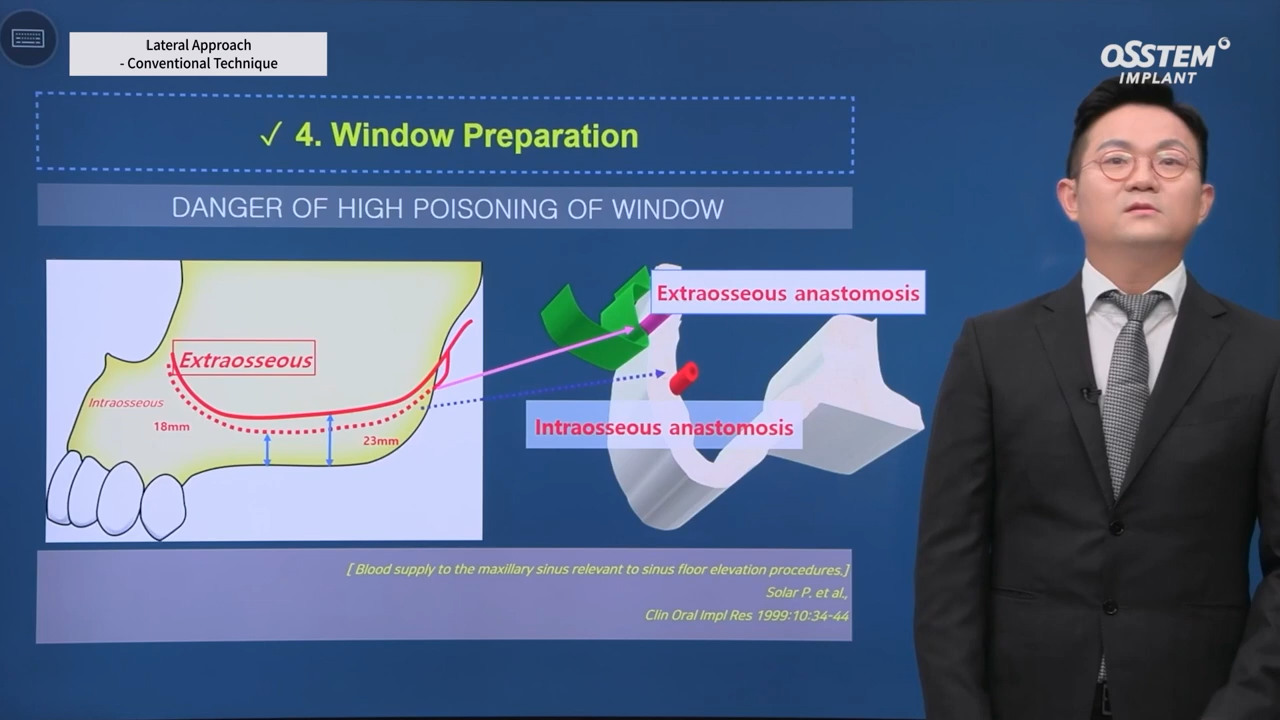 Lateral Approach
- Conventional Technique
OSSTEM
IMPLANT
✓ 4. Window Preparation
DANGER OF HIGH POISONING OF WINDOW
Extraosseous
Intraosseous
18mm
23mm
Extraosseous anastomosis
Intraosseous anastomosis
[ Blood supply to the maxillary sinus relevant to sinus floor elevation procedures.]
Solar P. et al.,
Clin Oral Impl Res 1999:10:34-44